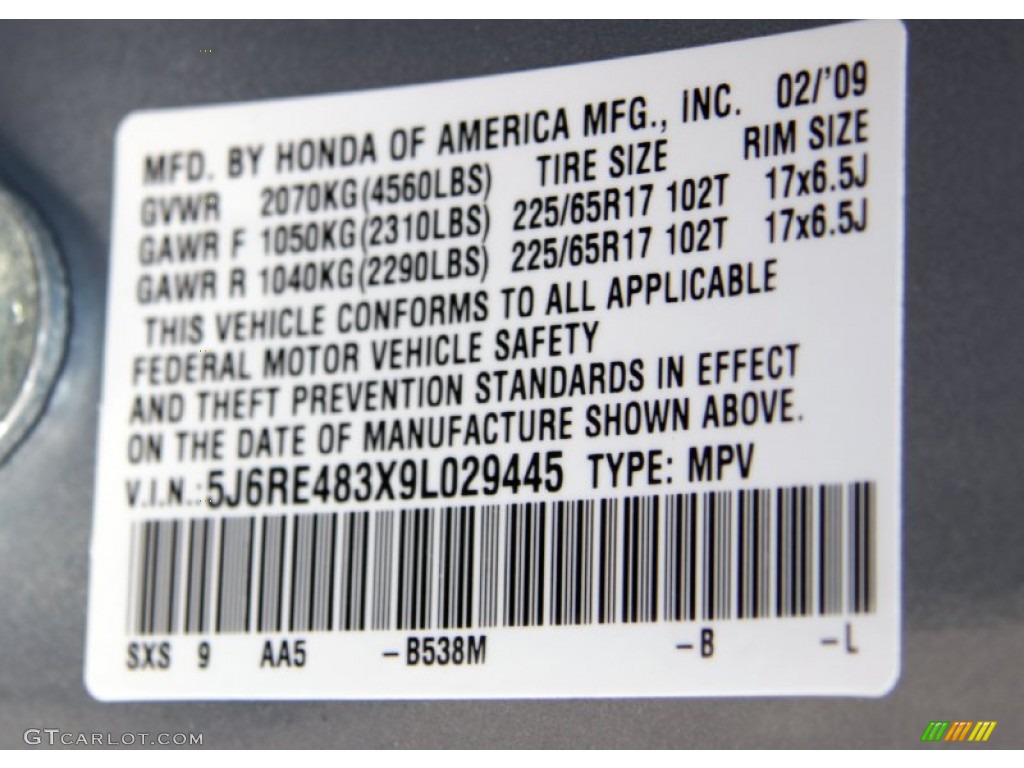 MFD. BY HONDA OF AMERICA MFG., INC. 02/'09
GVWR 2070KG(4560LBS) TIRE SIZE RIM SIZE
GAWR F 1050KG(2310LBS) 225/65R17 102T 17x6.5J
GAWR R 1040KG(2290LBS) 225/65R17 102T 17x6.5J
THIS VEHICLE CONFORMS TO ALL APPLICABLE
FEDERAL MOTOR VEHICLE SAFETY
AND THEFT PREVENTION STANDARDS IN EFFECT
ON THE DATE OF MANUFACTURE SHOWN ABOVE.
V.I.N.:5J6RE483X9L029445 TYPE: MPV
SXS 9 AA5 -B538M -B -L
GTCARLOT.COM